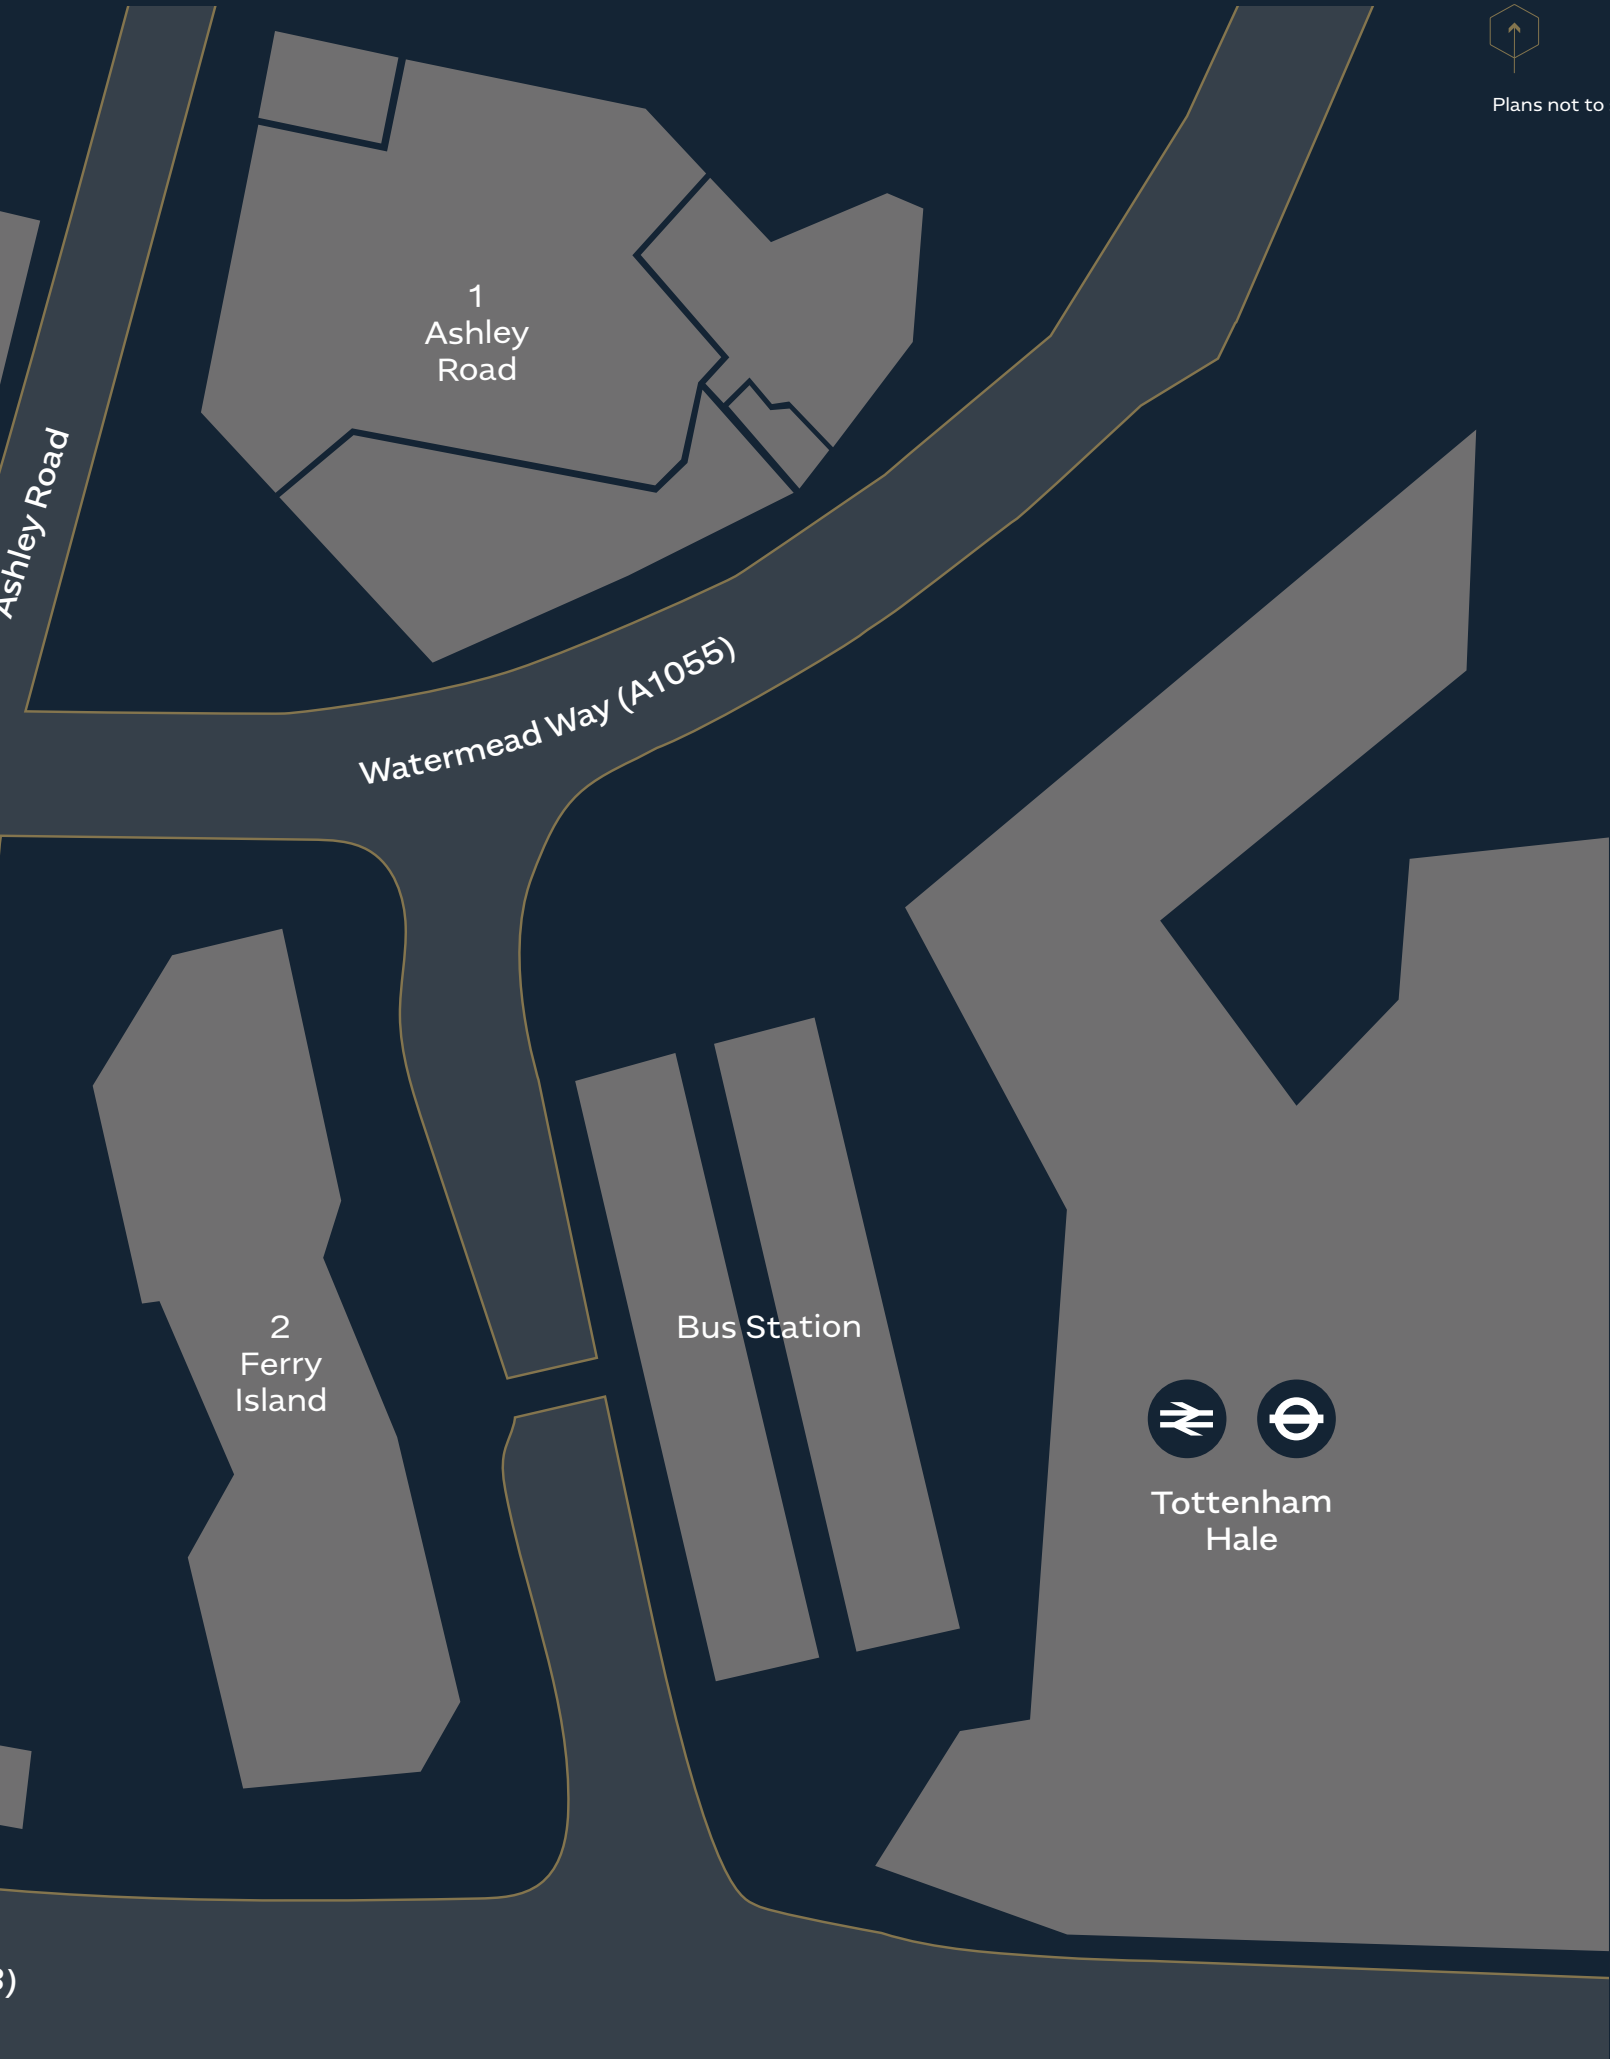 Plans not to
1
Ashley
Road
Ashley Road
Watermead Way (A1055)
2
Ferry
Island
Bus Station
Tottenham
Hale